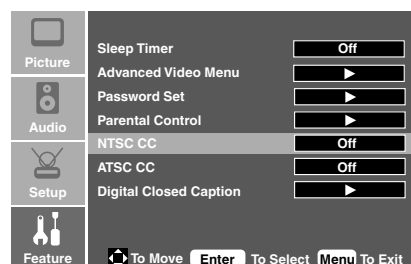 Picture
Audio
Setup
Feature
Sleep Timer Off
Advanced Video Menu
Password Set
Parental Control
NTSC CC Off
ATSC CC Off
Digital Closed Caption
To Move Enter To Select Menu To Exit